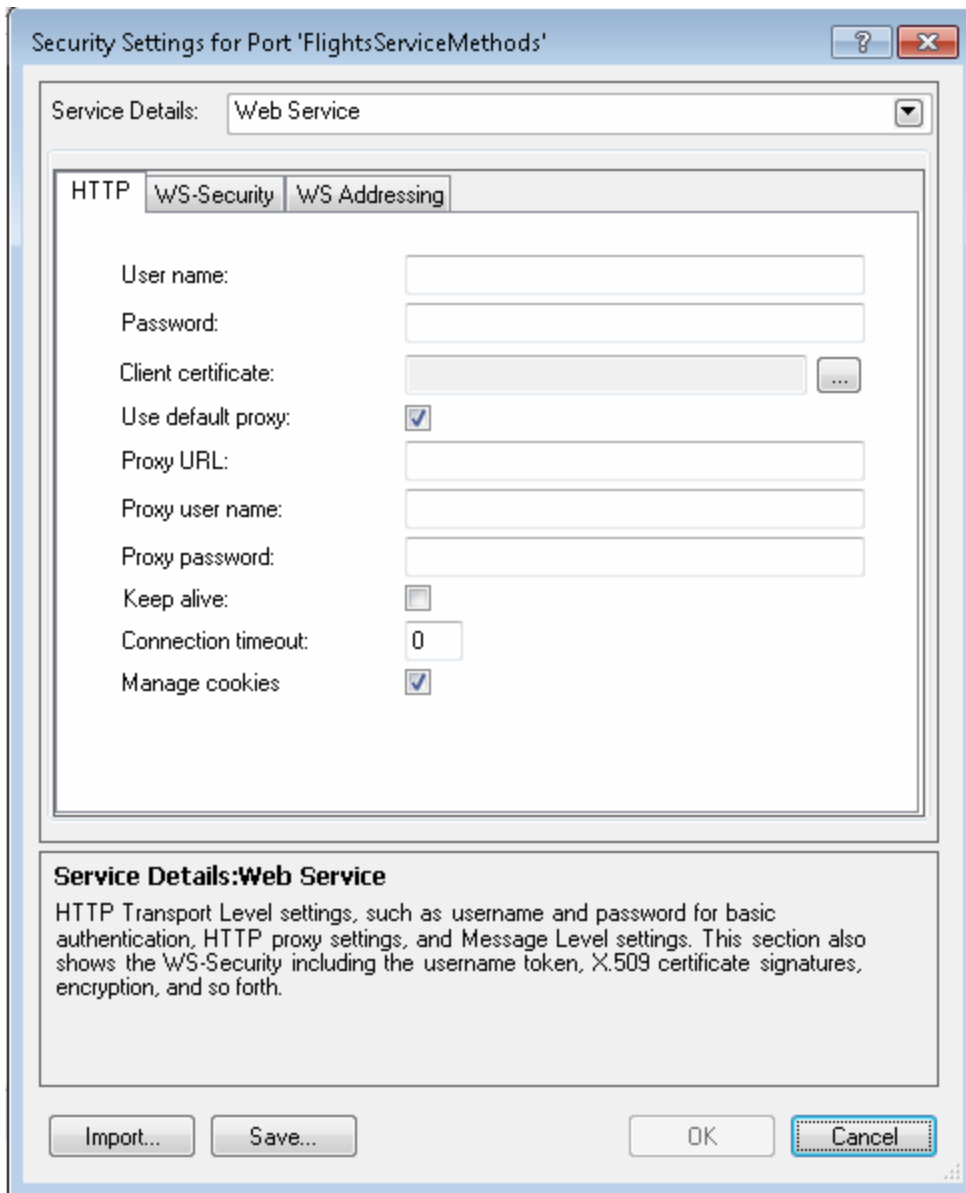 Security Settings for Port 'FlightsServiceMethods'
?
Service Details: Web Service
HTTP WS-Security WS Addressing
User name:
Password:
Client certificate: ...
Use default proxy:
Proxy URL:
Proxy user name:
Proxy password:
Keep alive:
Connection timeout: 0
Manage cookies
Service Details:Web Service
HTTP Transport Level settings, such as username and password for basic
authentication, HTTP proxy settings, and Message Level settings. This section also
shows the WS-Security including the username token, X.509 certificate signatures,
encryption, and so forth.
Import... Save... OK Cancel